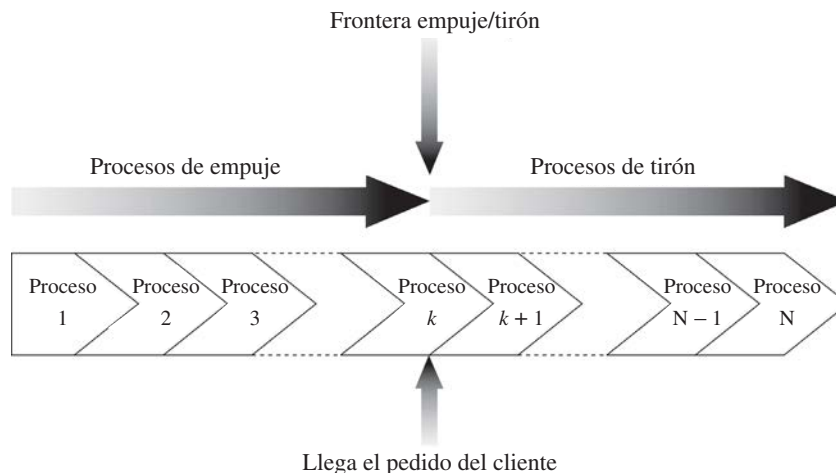 Frontera empuje/tirón
Procesos de empuje
Procesos de tirón
Proceso
1
Proceso
2
Proceso
3
Proceso
k
Proceso
k + 1
Proceso
N – 1
Proceso
N
Llega el pedido del cliente